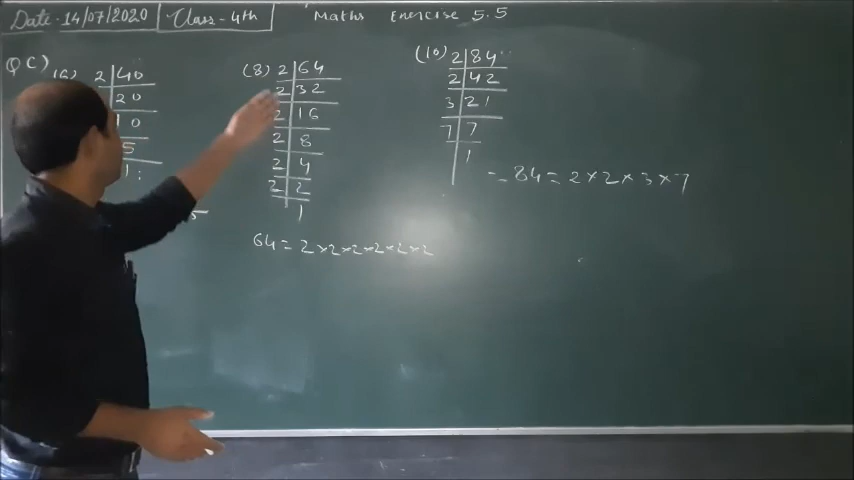 Date - 14/07/2020 Class - 4th Maths Exercise 5.5
Q C)
(6) 2 40
20
10
5
1
(8) 2 64
2 32
2 16
2 8
2 4
2 2
1
64 = 2×2×2×2×2×2
(10) 2 84
2 42
3 21
7 7
1
84 = 2×2×3×7